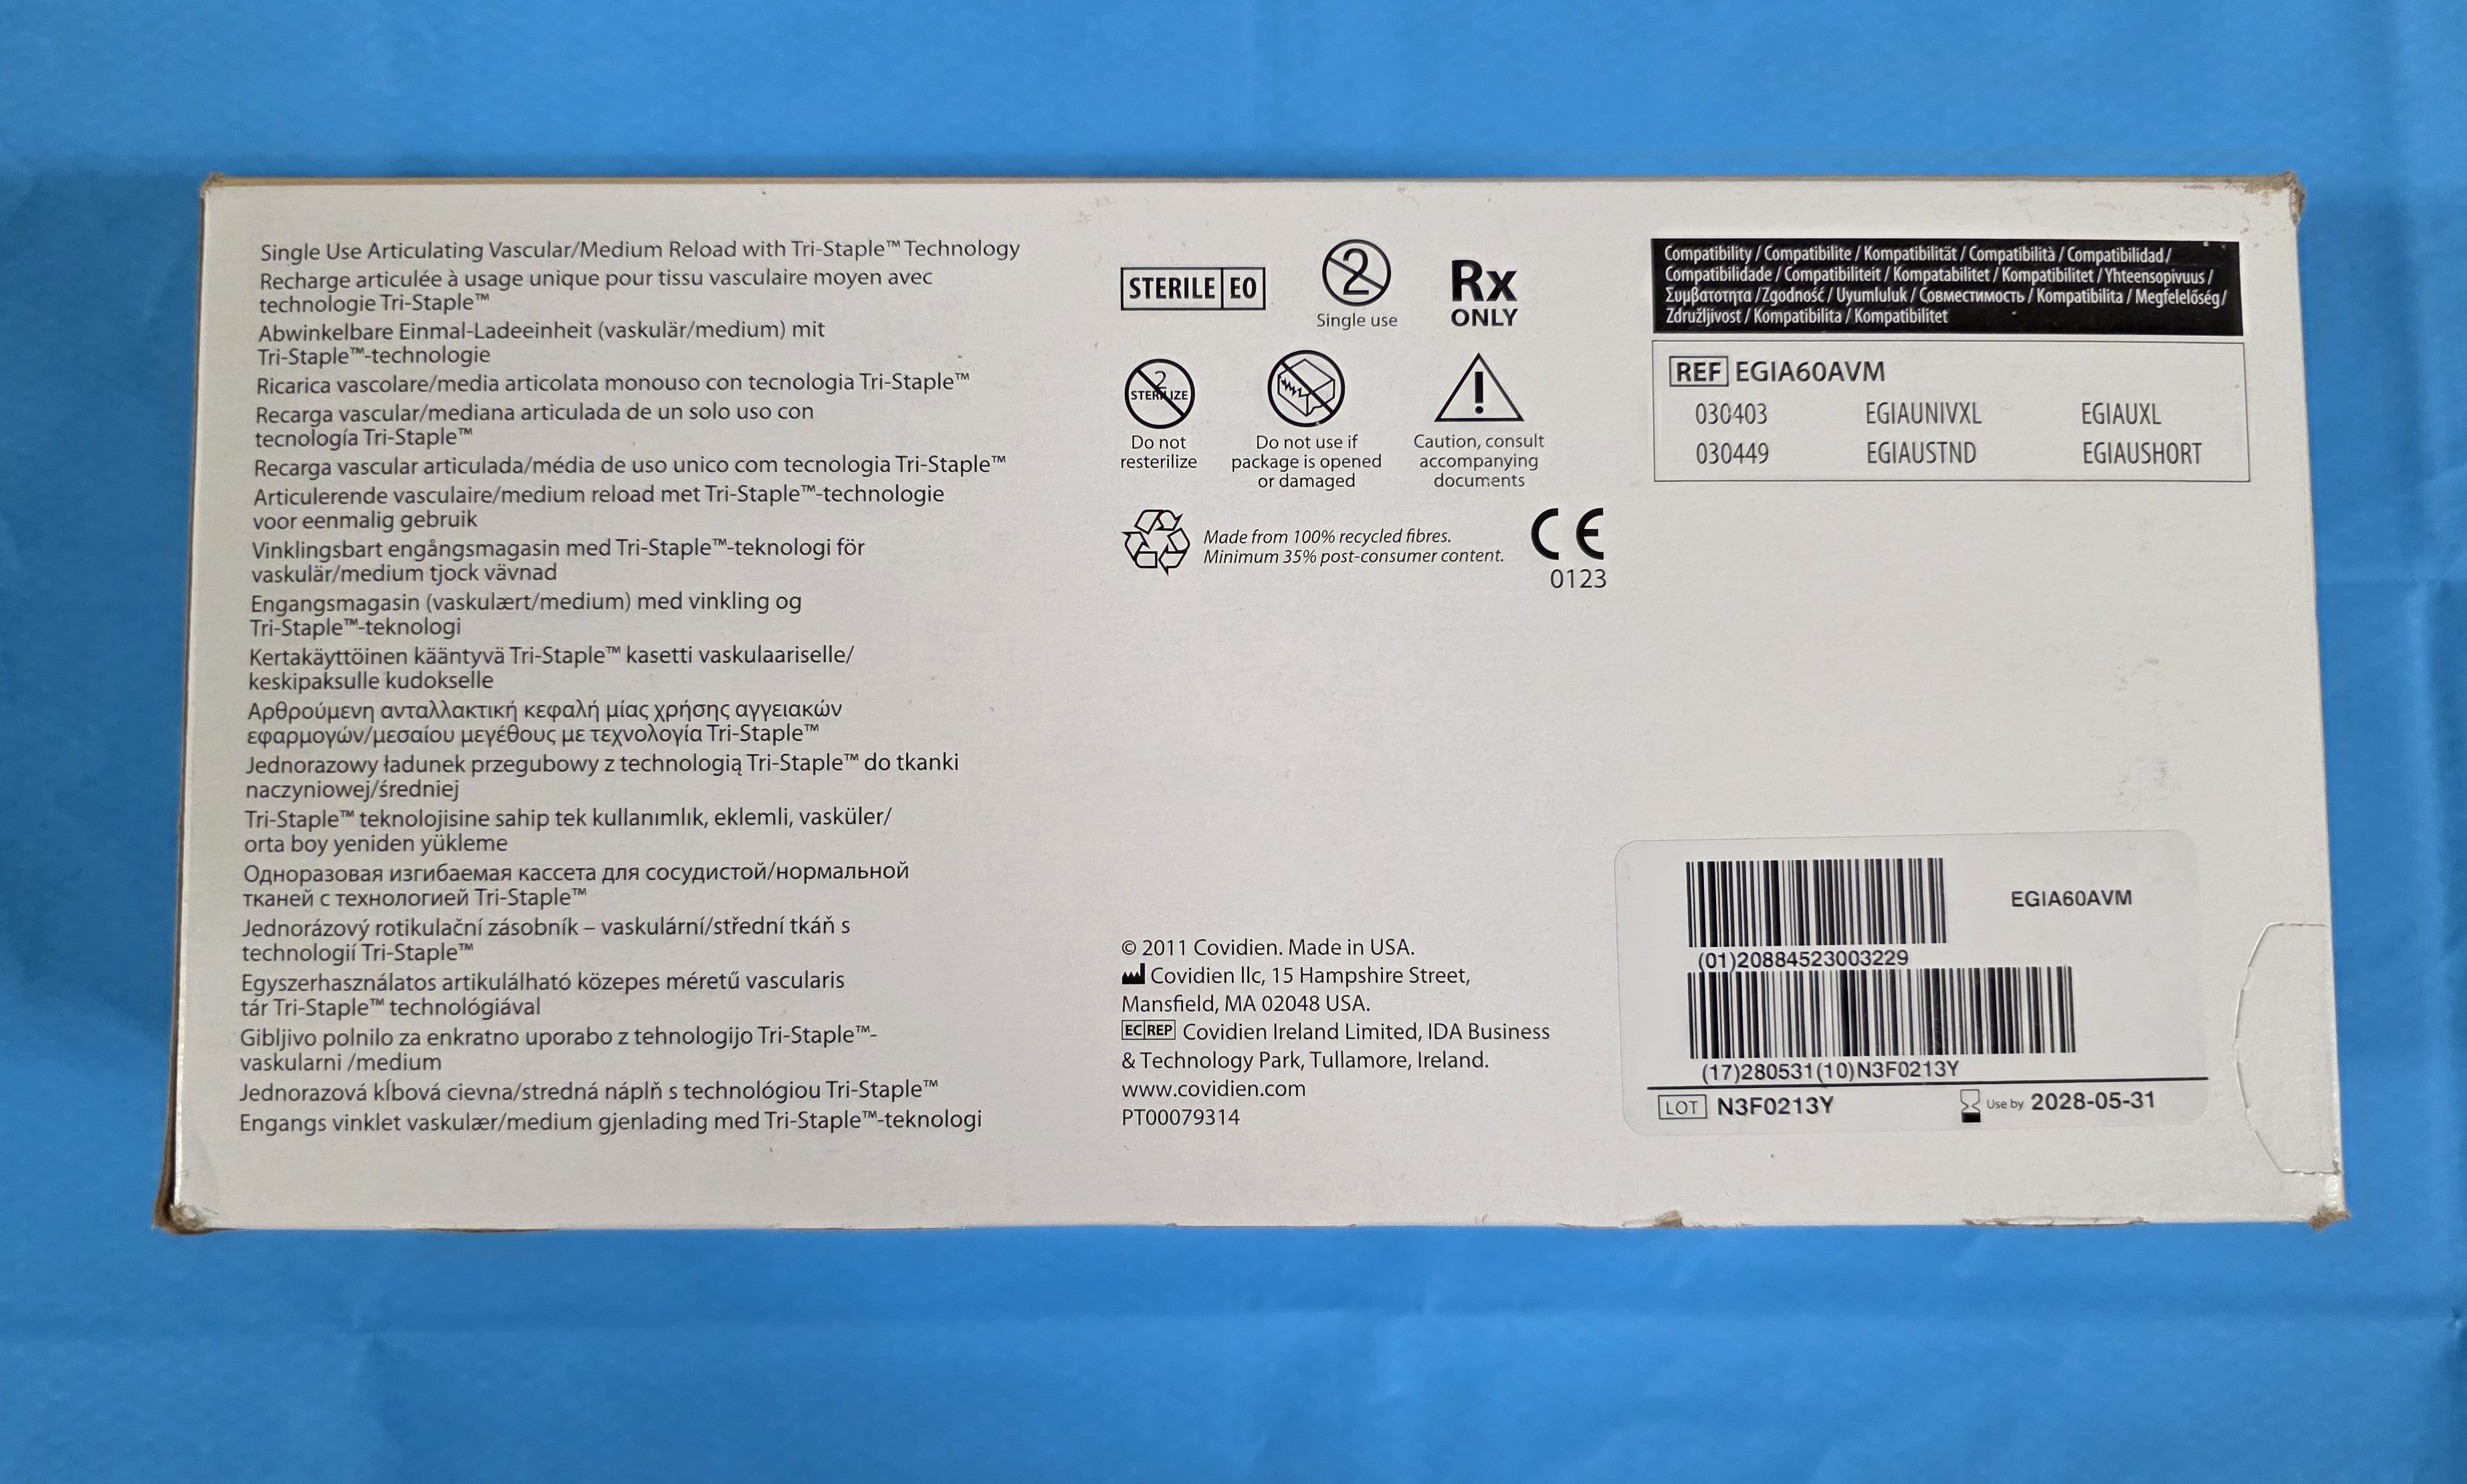 Single Use Articulating Vascular/Medium Reload with Tri-Staple™ Technology
Recharge articulée à usage unique pour tissu vasculaire moyen avec
technologie Tri-Staple™
Abwinkelbare Einmal-Ladeeinheit (vaskulär/medium) mit
Tri-Staple™-technologie
Ricarica vascolare/media articolata monouso con tecnologia Tri-Staple™
Recarga vascular/mediana articulada de un solo uso con
tecnología Tri-Staple™
Recarga vascular articulada/média de uso unico com tecnologia Tri-Staple™
Articulerende vasculaire/medium reload met Tri-Staple™-technologie
voor eenmalig gebruik
Vinklingsbart engångsmagasin med Tri-Staple™-teknologi för
vaskulär/medium tjock vävnad
Engangsmagasin (vaskulært/medium) med vinkling og
Tri-Staple™-teknologi
Kertakäyttöinen kääntyvä Tri-Staple™ kasetti vaskulaariselle/
keskipaksulle kudokselle
Αρθρούμενη ανταλλακτική κεφαλή μίας χρήσης αγγειακών
εφαρμογών/μεσαίου μεγέθους με τεχνολογία Tri-Staple™
Jednorazowy ładunek przegubowy z technologią Tri-Staple™ do tkanki
naczyniowej/średniej
Tri-Staple™ teknolojisine sahip tek kullanımlık, eklemli, vasküler/
orta boy yeniden yükleme
Одноразовая изгибаемая кассета для сосудистой/нормальной
тканей с технологией Tri-Staple™
Jednorázový rotikulační zásobník – vaskulární/střední tkáň s
technologií Tri-Staple™
Egyszerhasználatos artikulálható közepes méretű vascularis
tár Tri-Staple™ technológiával
Gibljivo polnilo za enkratno uporabo z tehnologijo Tri-Staple™-
vaskularni /medium
Jednorazová kĺbová cievna/stredná náplň s technológiou Tri-Staple™
Engangs vinklet vaskulær/medium gjenlading med Tri-Staple™-teknologi
STERILE EO
2
Single use
Rx
ONLY
2
STERILIZE
Do not
resterilize
Do not use if
package is opened
or damaged
Caution, consult
accompanying
documents
Made from 100% recycled fibres.
Minimum 35% post-consumer content.
CE
0123
© 2011 Covidien. Made in USA.
Covidien llc, 15 Hampshire Street,
Mansfield, MA 02048 USA.
EC REP Covidien Ireland Limited, IDA Business
& Technology Park, Tullamore, Ireland.
www.covidien.com
PT00079314
Compatibility / Compatibilite / Kompatibilität / Compatibilità / Compatibilidad /
Compatibilidade / Compatibiliteit / Kompatabilitet / Kompatibilitet / Yhteensopivuus /
Συμβατοτητα / Zgodność / Uyumluluk / Совместимость / Kompatibilita / Megfelelőség /
Združljivost / Kompatibilita / Kompatibilitet
REF EGIA60AVM
030403 EGIAUNIVXL EGIAUXL
030449 EGIAUSTND EGIAUSHORT
EGIA60AVM
(01)20884523003229
(17)280531(10)N3F0213Y
LOT N3F0213Y Use by 2028-05-31